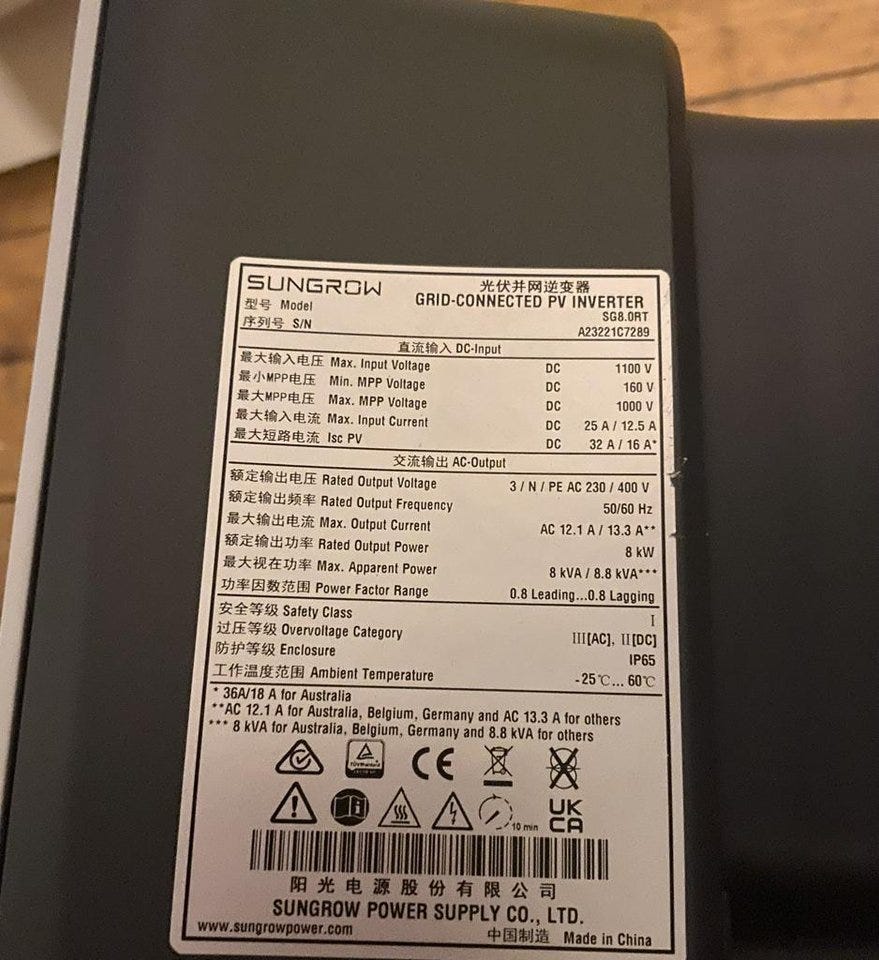 SUNGROW 光伏并网逆变器
GRID-CONNECTED PV INVERTER
型号 Model SG8.0RT
序列号 S/N A23221C7289
直流输入 DC-Input
最大输入电压 Max. Input Voltage DC 1100 V
最小MPP电压 Min. MPP Voltage DC 160 V
最大MPP电压 Max. MPP Voltage DC 1000 V
最大输入电流 Max. Input Current DC 25 A / 12.5 A
最大短路电流 Isc PV DC 32 A / 16 A*
交流输出 AC-Output
额定输出电压 Rated Output Voltage 3 / N / PE AC 230 / 400 V
额定输出频率 Rated Output Frequency 50/60 Hz
最大输出电流 Max. Output Current AC 12.1 A / 13.3 A**
额定输出功率 Rated Output Power 8 kW
最大视在功率 Max. Apparent Power 8 kVA / 8.8 kVA***
功率因数范围 Power Factor Range 0.8 Leading...0.8 Lagging
安全等级 Safety Class I
过压等级 Overvoltage Category III[AC], II[DC]
防护等级 Enclosure IP65
工作温度范围 Ambient Temperature -25℃... 60℃
* 36A/18 A for Australia
**AC 12.1 A for Australia, Belgium, Germany and AC 13.3 A for others
*** 8 kVA for Australia, Belgium, Germany and 8.8 kVA for others
CE
10 min UK
CA
阳光电源股份有限公司
SUNGROW POWER SUPPLY CO., LTD.
www.sungrowpower.com 中国制造 Made in China